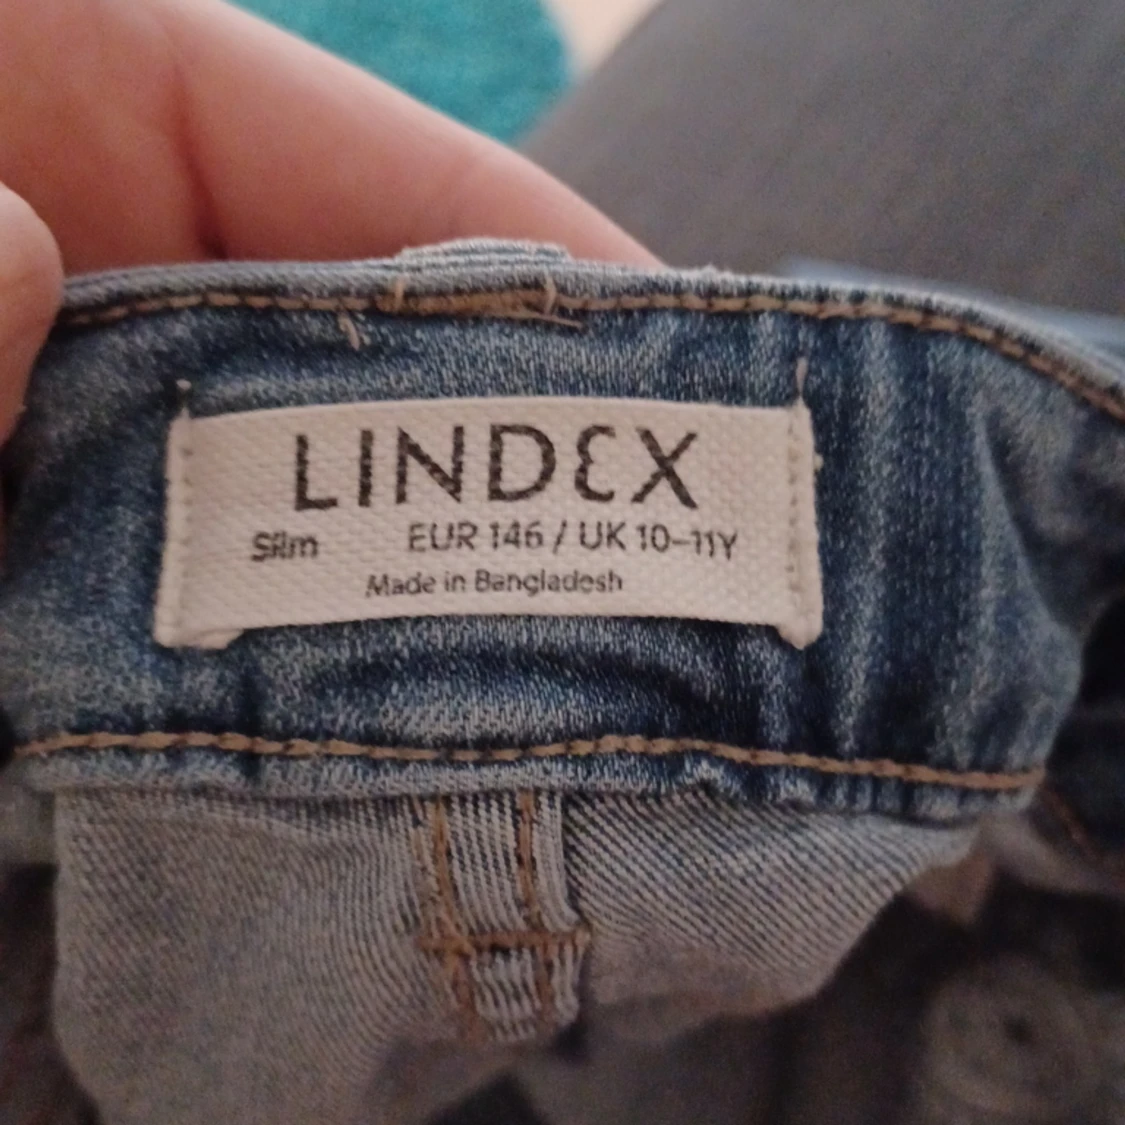 LINDEX
Slim EUR 146 / UK 10–11Y
Made in Bangladesh